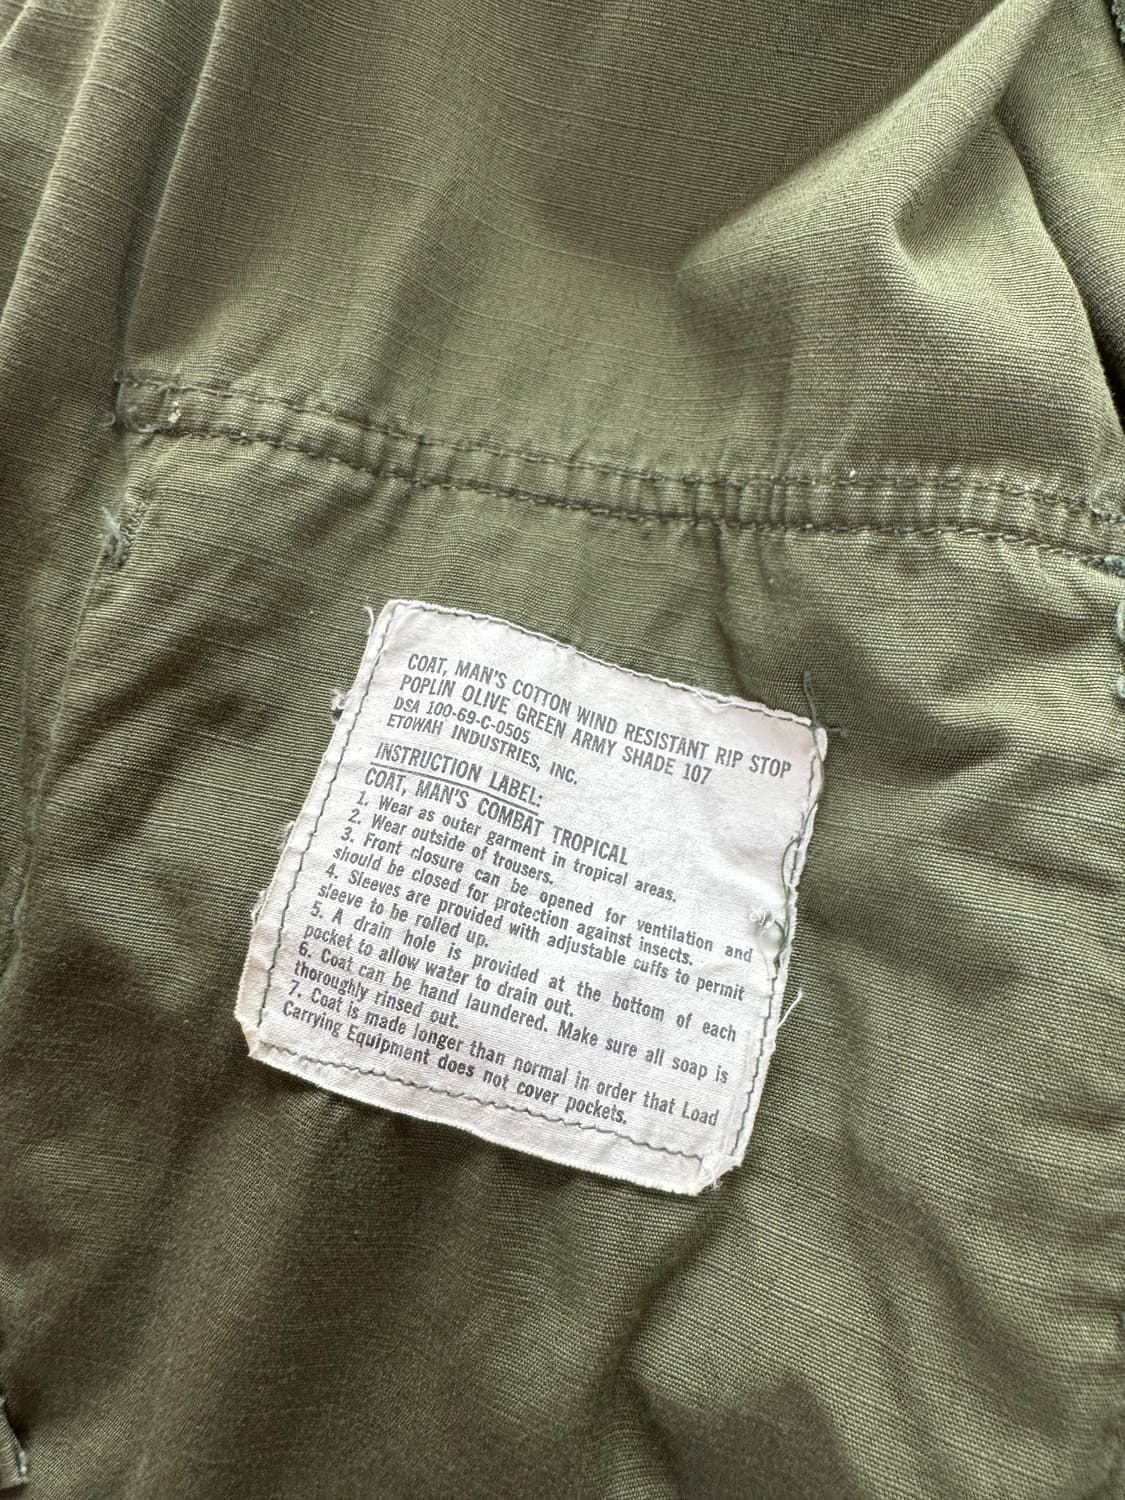 COAT, MAN'S COTTON WIND RESISTANT RIP STOP
POPLIN OLIVE GREEN ARMY SHADE 107
DSA 100-69-C-0505
ETOWAH INDUSTRIES, INC.
INSTRUCTION LABEL:
COAT, MAN'S COMBAT TROPICAL
1. Wear as outer garment in tropical areas.
2. Wear outside of trousers.
3. Front closure can be opened for ventilation and
should be closed for protection against insects.
4. Sleeves are provided with adjustable cuffs to permit
sleeve to be rolled up.
5. A drain hole is provided at the bottom of each
pocket to allow water to drain out.
6. Coat can be hand laundered. Make sure all soap is
thoroughly rinsed out.
7. Coat is made longer than normal in order that Load
Carrying Equipment does not cover pockets.